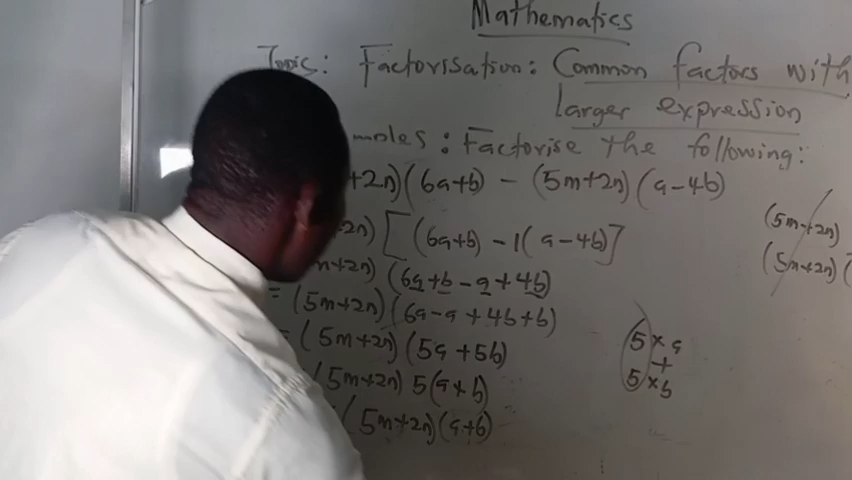 Mathematics
Topic: Factorisation: Common factors with
larger expression
mples: Factorise the following:
+2n)(6a+b) - (5m+2n)(a-4b)
+2n)[(6a+b) -1(a-4b)]
m+2n)(6a+b-a+4b)
=(5m+2n)(6a-a+4b+b)
=(5m+2n)(5a+5b)
(5m+2n)5(a+b)
(5m+2n)(a+b)
5×a
+
5×b
(5m+2n)
(5m+2n)(